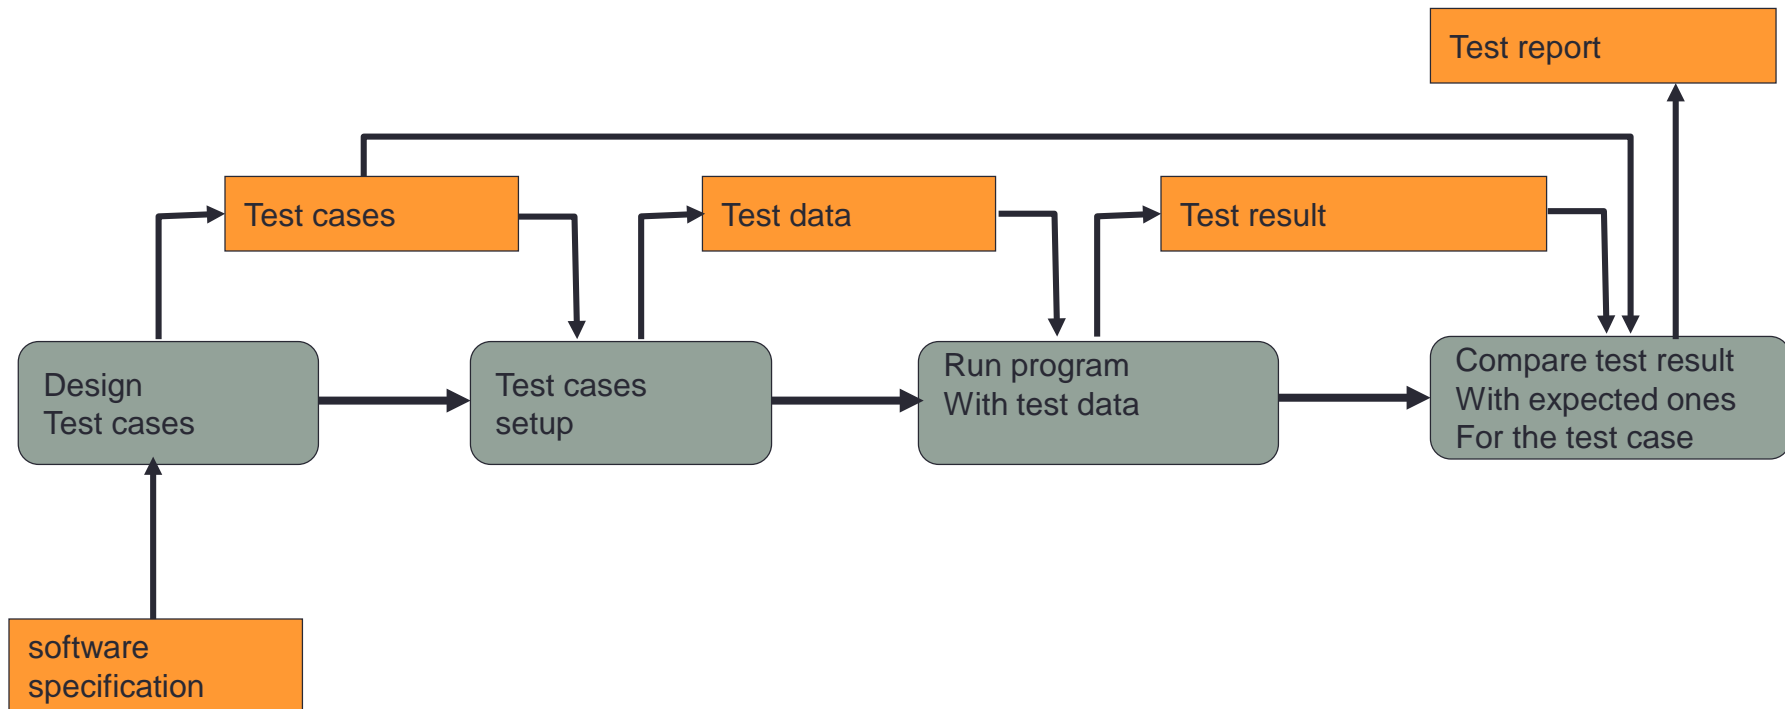 Test report
Test cases
Test data
Test result
Design
Test cases
Test cases
setup
Run program
With test data
Compare test result
With expected ones
For the test case
software
specification